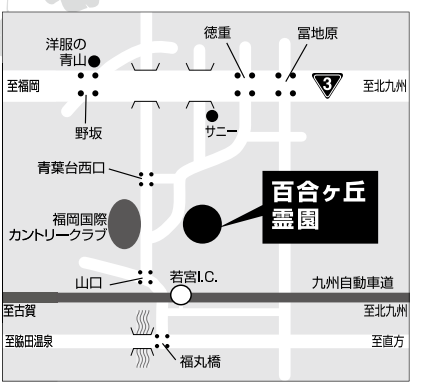 洋服の
青山
徳重
冨地原
至福岡
3
至北九州
野坂
サニー
青葉台西口
百合ヶ丘
霊園
福岡国際
カントリークラブ
山口
若宮I.C.
九州自動車道
至古賀
至北九州
至脇田温泉
至直方
福丸橋